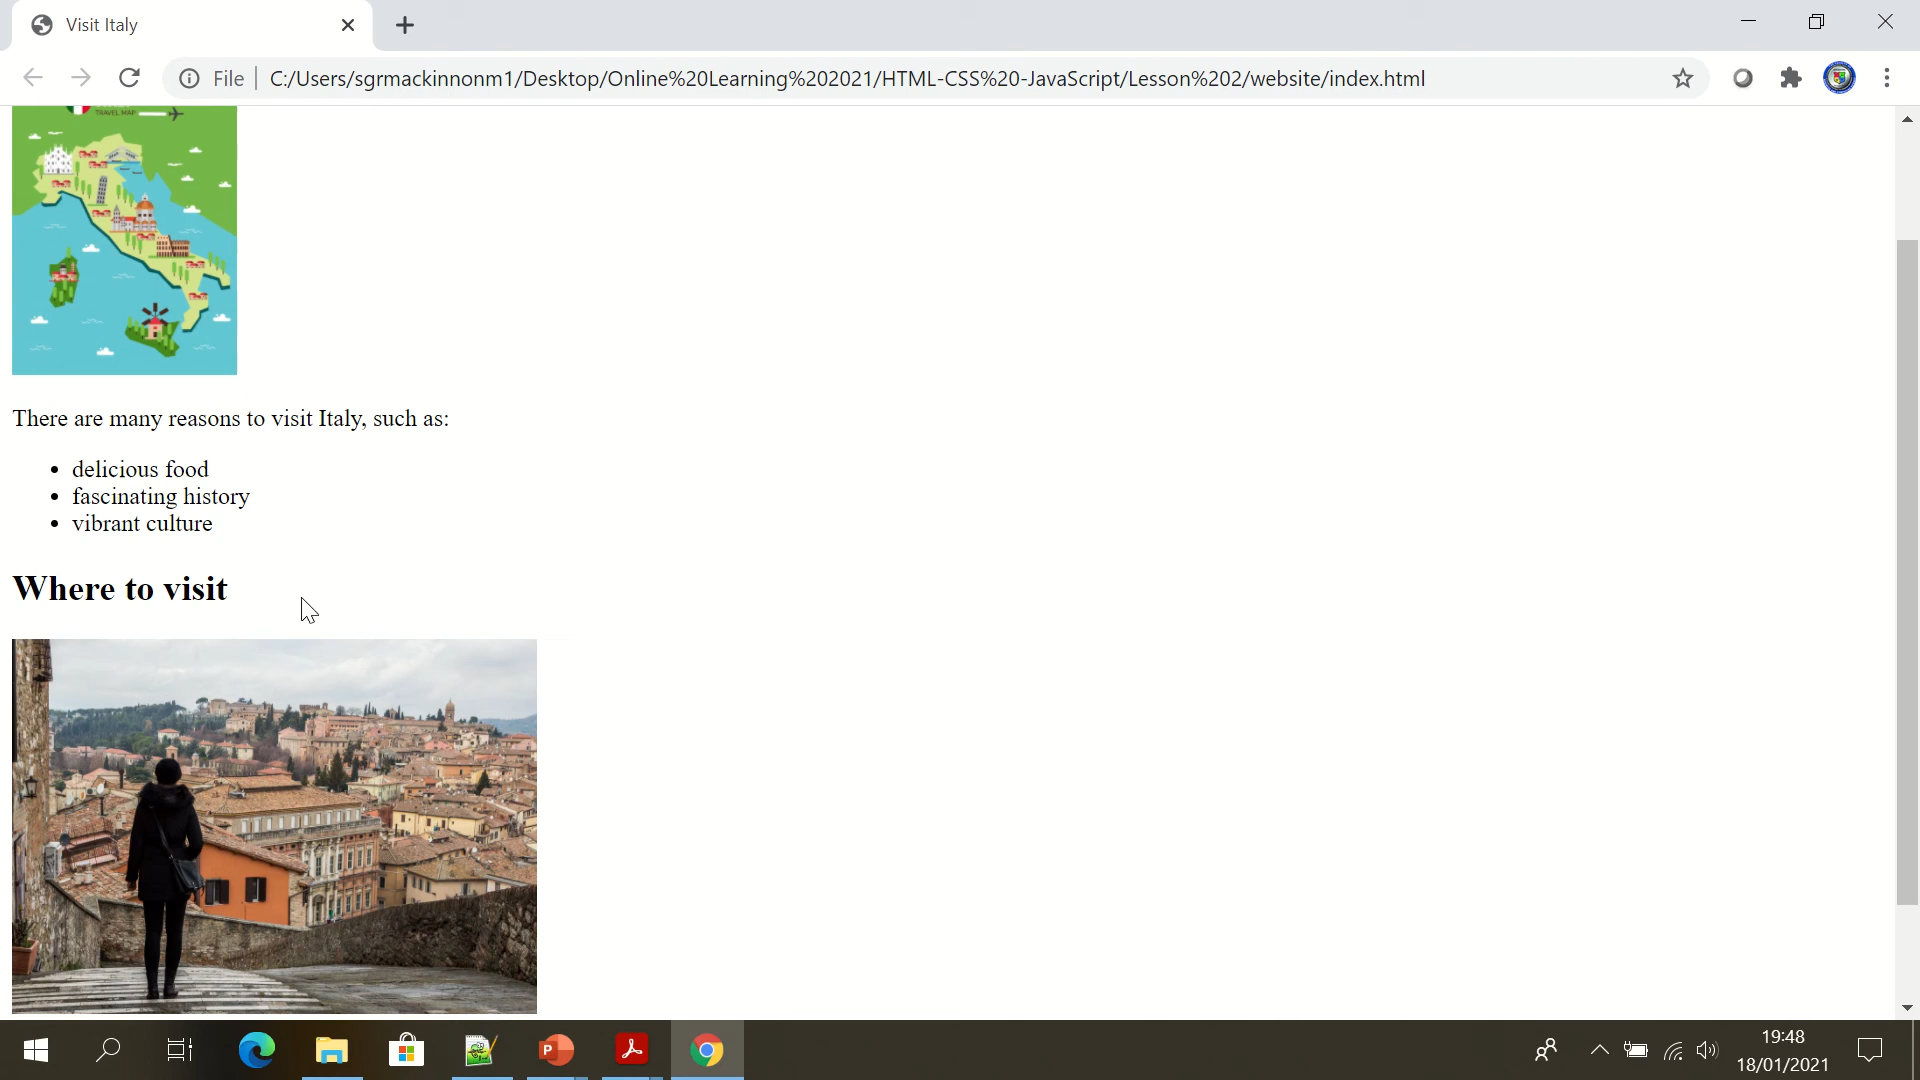 Visit Italy
File
C:/Users/sgrmackinnonm1/Desktop/Online%20Learning%202021/HTML-CSS%20-JavaScript/Lesson%202/website/index.html
TRAVEL MAP
There are many reasons to visit Italy, such as:
• delicious food
• fascinating history
• vibrant culture
Where to visit
19:48
18/01/2021